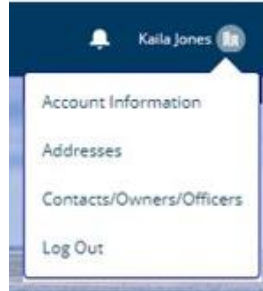 Kaila Jones
Account Information
Addresses
Contacts/Owners/Officers
Log Out